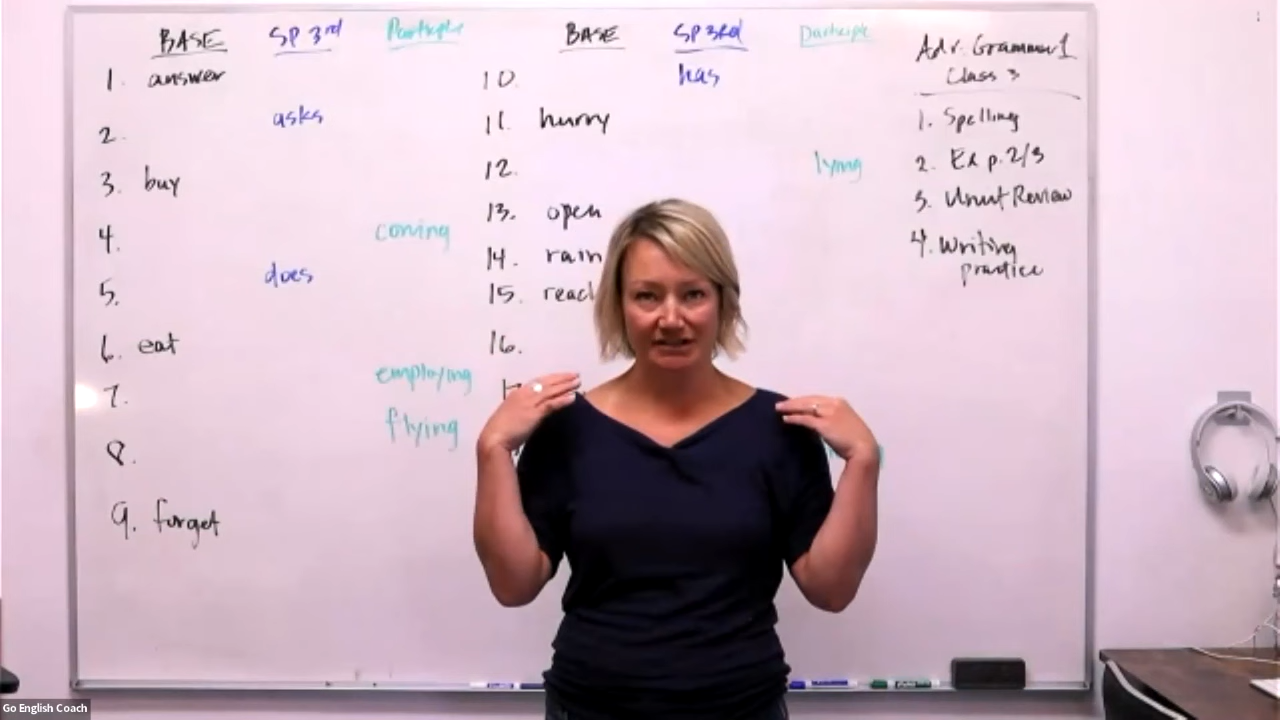 BASE SP 3rd Participle
1. answer
asks
2.
3. buy
4. coming
5. does
6. eat
7. employing
8. flying
9. forget
BASE SP 3rd Participle
10. has
11. hurry
12. lying
13. open
14. rain
15. reach
16.
Adv. Grammar 1
Class 3
1. Spelling
2. Ex p. 2/3
3. Unit Review
4. Writing
practice
Go English Coach